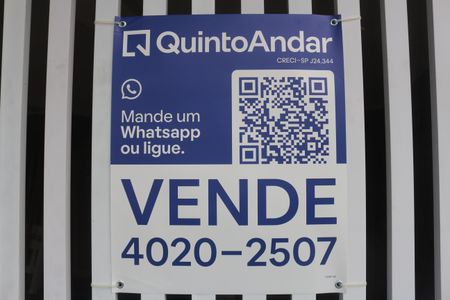 QuintoAndar
CRECI-SP J24.344
Mande um
Whatsapp
ou ligue.
VENDE
4020-2507